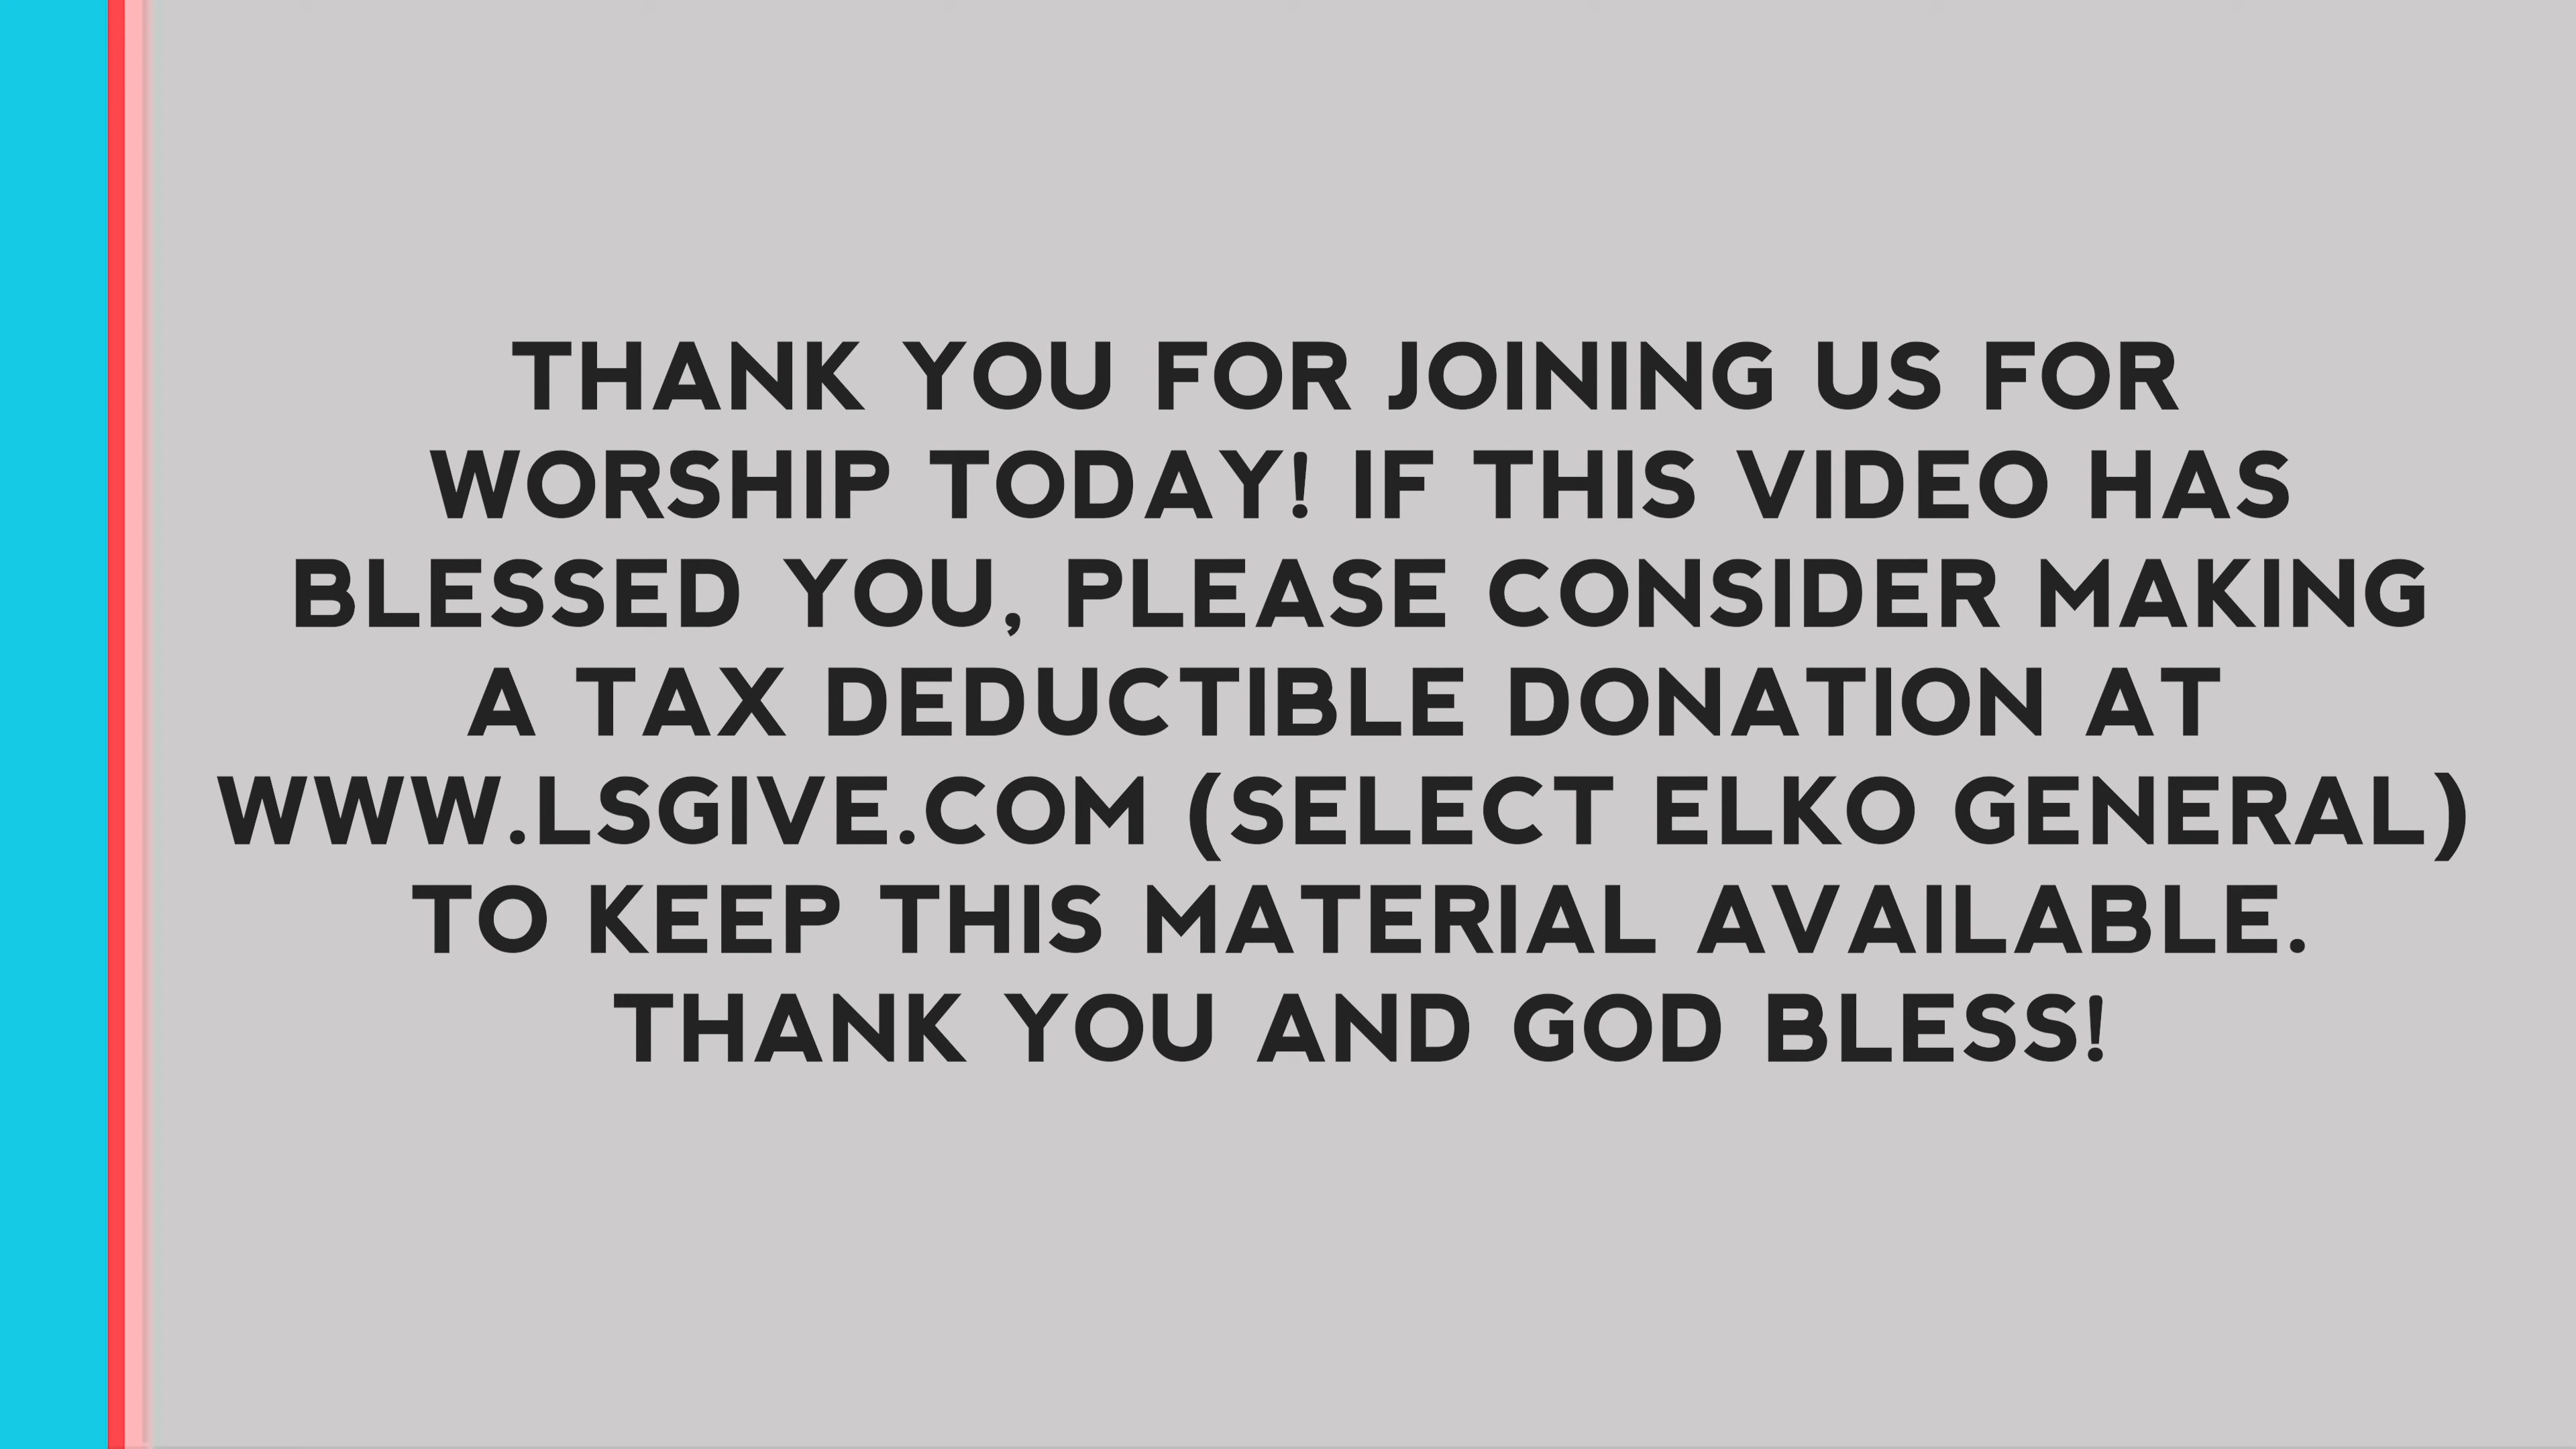 THANK YOU FOR JOINING US FOR
WORSHIP TODAY! IF THIS VIDEO HAS
BLESSED YOU, PLEASE CONSIDER MAKING
A TAX DEDUCTIBLE DONATION AT
WWW.LSGIVE.COM (SELECT ELKO GENERAL)
TO KEEP THIS MATERIAL AVAILABLE.
THANK YOU AND GOD BLESS!